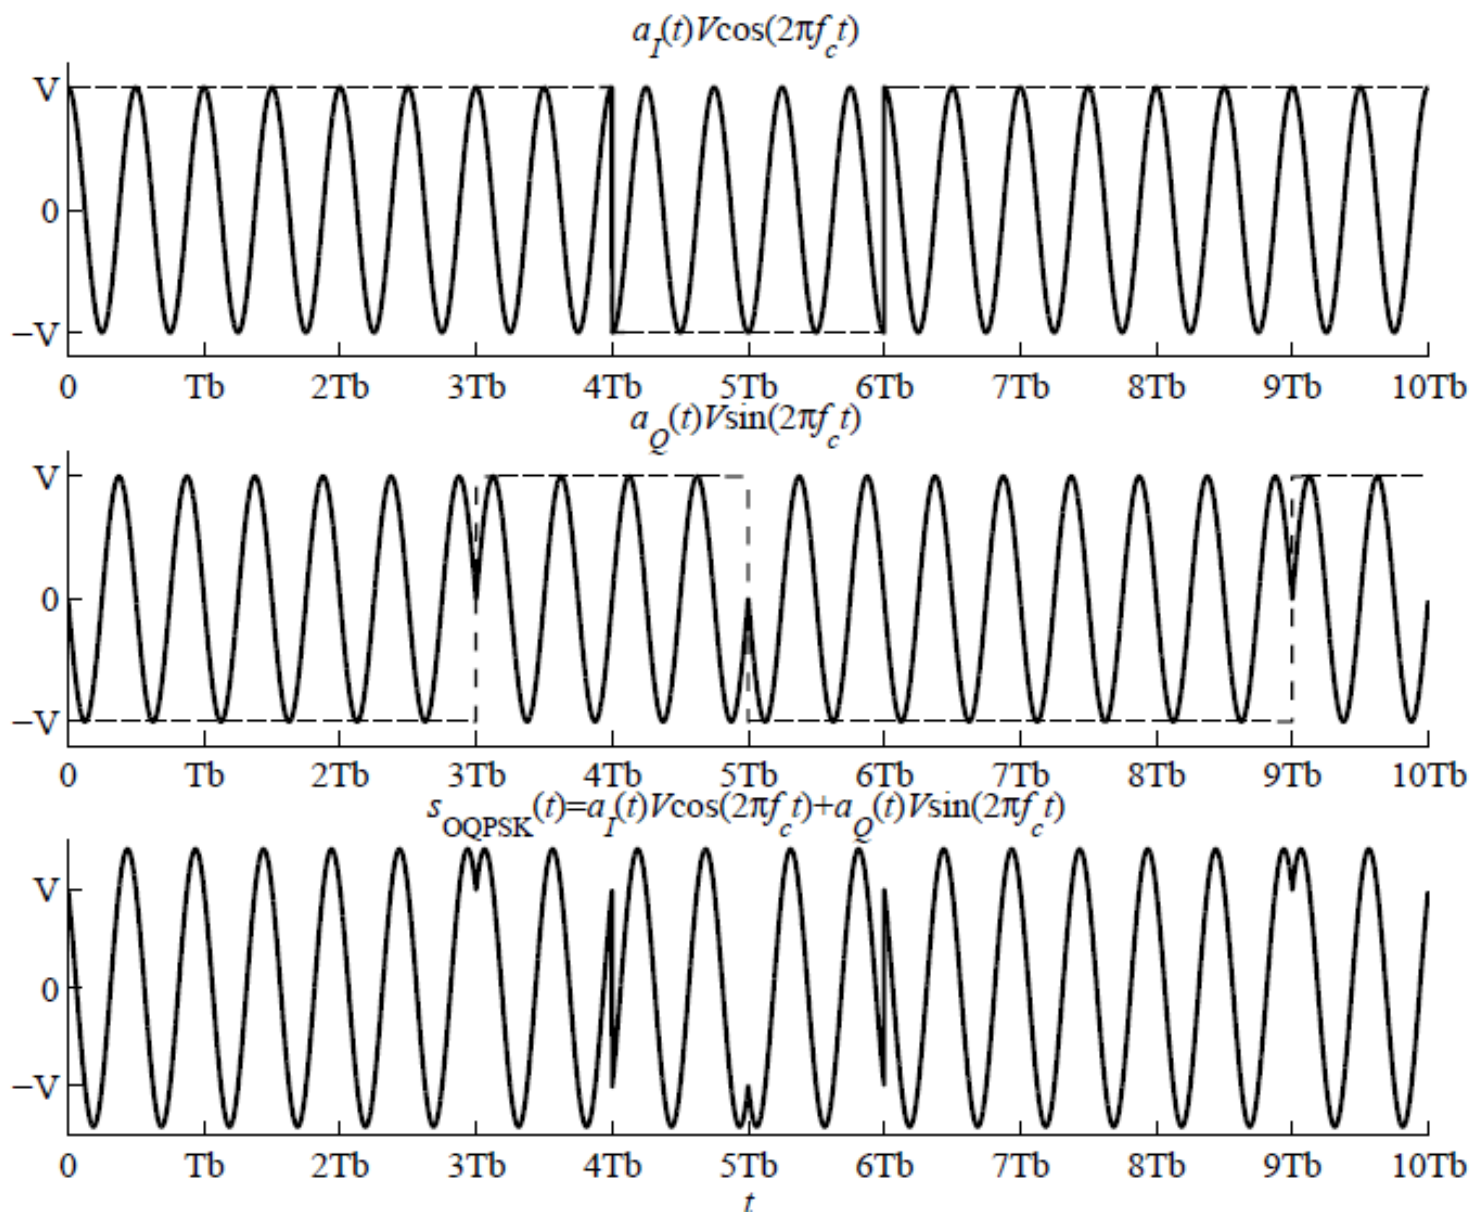 a_I(t)Vcos(2πf_ct)
V
0
−V
0 Tb 2Tb 3Tb 4Tb 5Tb 6Tb 7Tb 8Tb 9Tb 10Tb
a_Q(t)Vsin(2πf_ct)
V
0
−V
0 Tb 2Tb 3Tb 4Tb 5Tb 6Tb 7Tb 8Tb 9Tb 10Tb
s_OQPSK(t)=a_I(t)Vcos(2πf_ct)+a_Q(t)Vsin(2πf_ct)
V
0
−V
0 Tb 2Tb 3Tb 4Tb 5Tb 6Tb 7Tb 8Tb 9Tb 10Tb
t